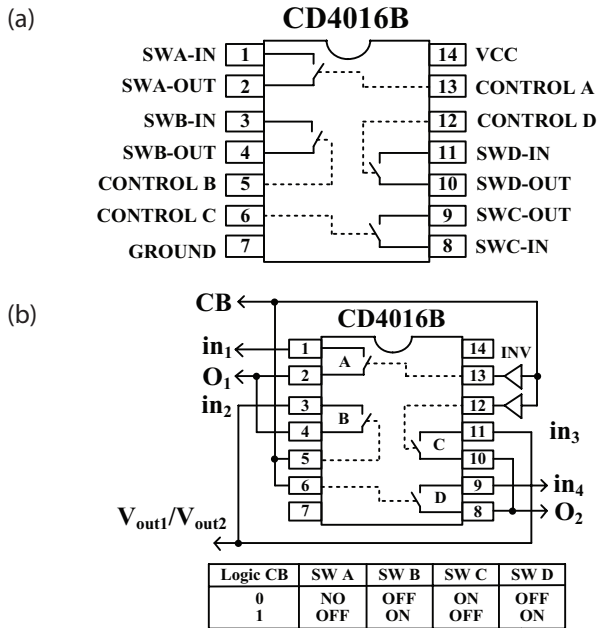 (a)
CD4016B
SWA-IN 1 14 VCC
SWA-OUT 2 13 CONTROL A
SWB-IN 3 12 CONTROL D
SWB-OUT 4 11 SWD-IN
CONTROL B 5 10 SWD-OUT
CONTROL C 6 9 SWC-OUT
GROUND 7 8 SWC-IN
(b)
CB
CD4016B
in1 1 A 14 INV
O1 2 13
in2 3 B 12
4 C 11 in3
5 10
6 D 9 in4
7 8 O2
Vout1/Vout2
Logic CB SW A SW B SW C SW D
0 NO OFF ON OFF
1 OFF ON OFF ON